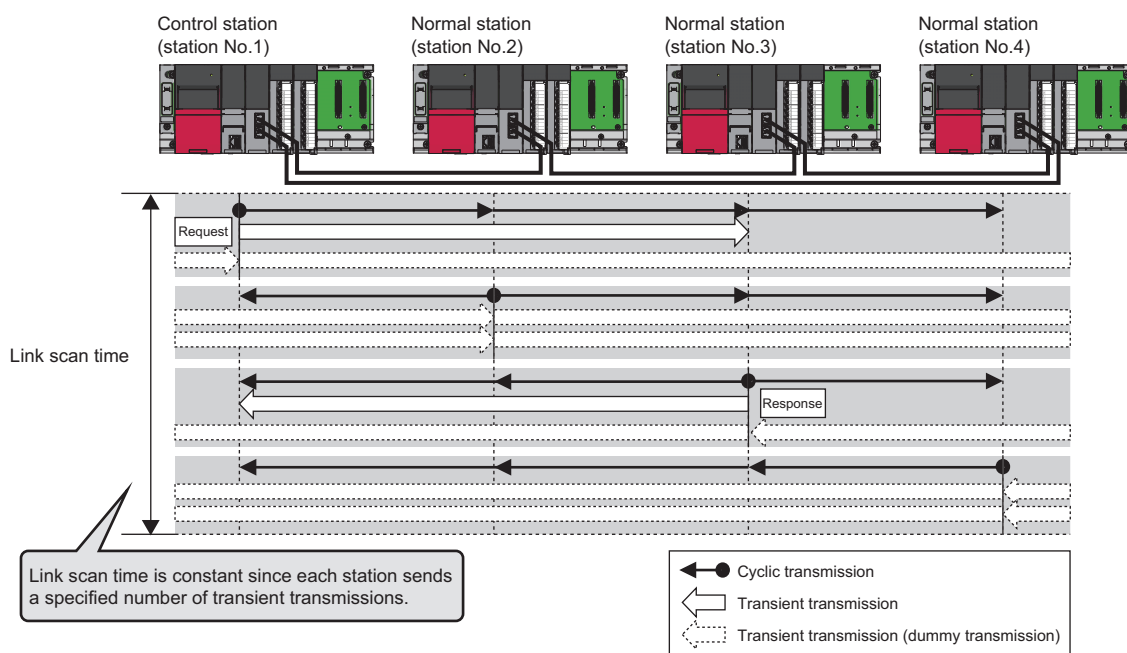 Control station
(station No.1)
Normal station
(station No.2)
Normal station
(station No.3)
Normal station
(station No.4)
Request
Link scan time
Response
Link scan time is constant since each station sends
a specified number of transient transmissions.
Cyclic transmission
Transient transmission
Transient transmission (dummy transmission)